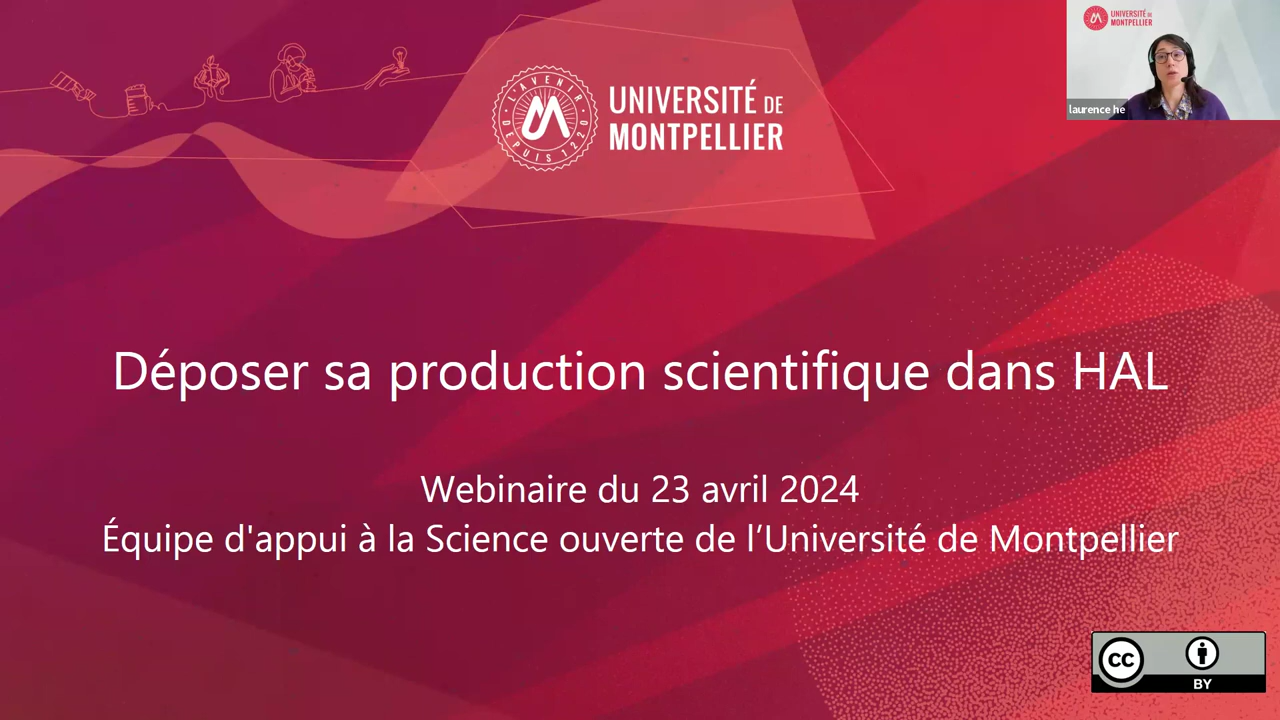 L'AVENIR DEPUIS 1220
UNIVERSITÉ DE
MONTPELLIER
UNIVERSITÉ DE
MONTPELLIER
laurence he
Déposer sa production scientifique dans HAL
Webinaire du 23 avril 2024
Équipe d'appui à la Science ouverte de l’Université de Montpellier
CC
BY